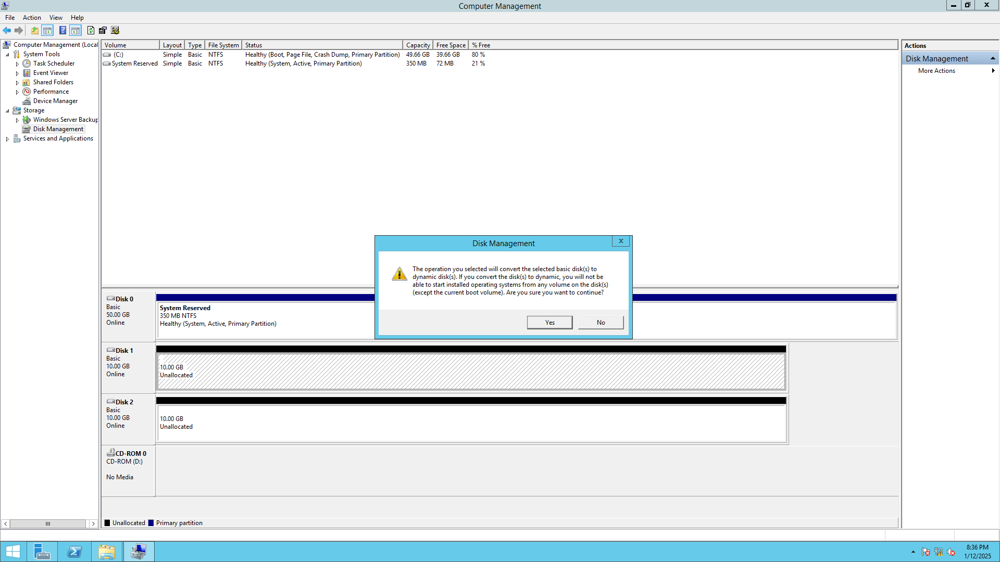 Computer Management
File Action View Help
Computer Management (Local
System Tools
Task Scheduler
Event Viewer
Shared Folders
Performance
Device Manager
Storage
Windows Server Backup
Disk Management
Services and Applications
Volume Layout Type File System Status Capacity Free Space % Free
(C:) Simple Basic NTFS Healthy (Boot, Page File, Crash Dump, Primary Partition) 49.66 GB 39.66 GB 80 %
System Reserved Simple Basic NTFS Healthy (System, Active, Primary Partition) 350 MB 72 MB 21 %
Actions
Disk Management
More Actions
Disk Management
The operation you selected will convert the selected basic disk(s) to
dynamic disk(s). If you convert the disk(s) to dynamic, you will not be
able to start installed operating systems from any volume on the disk(s)
(except the current boot volume). Are you sure you want to continue?
Yes No
Disk 0
Basic
50.00 GB
Online
System Reserved
350 MB NTFS
Healthy (System, Active, Primary Partition)
Disk 1
Basic
10.00 GB
Online
10.00 GB
Unallocated
Disk 2
Basic
10.00 GB
Online
10.00 GB
Unallocated
CD-ROM 0
CD-ROM (D:)
No Media
Unallocated Primary partition
8:36 PM
1/12/2025